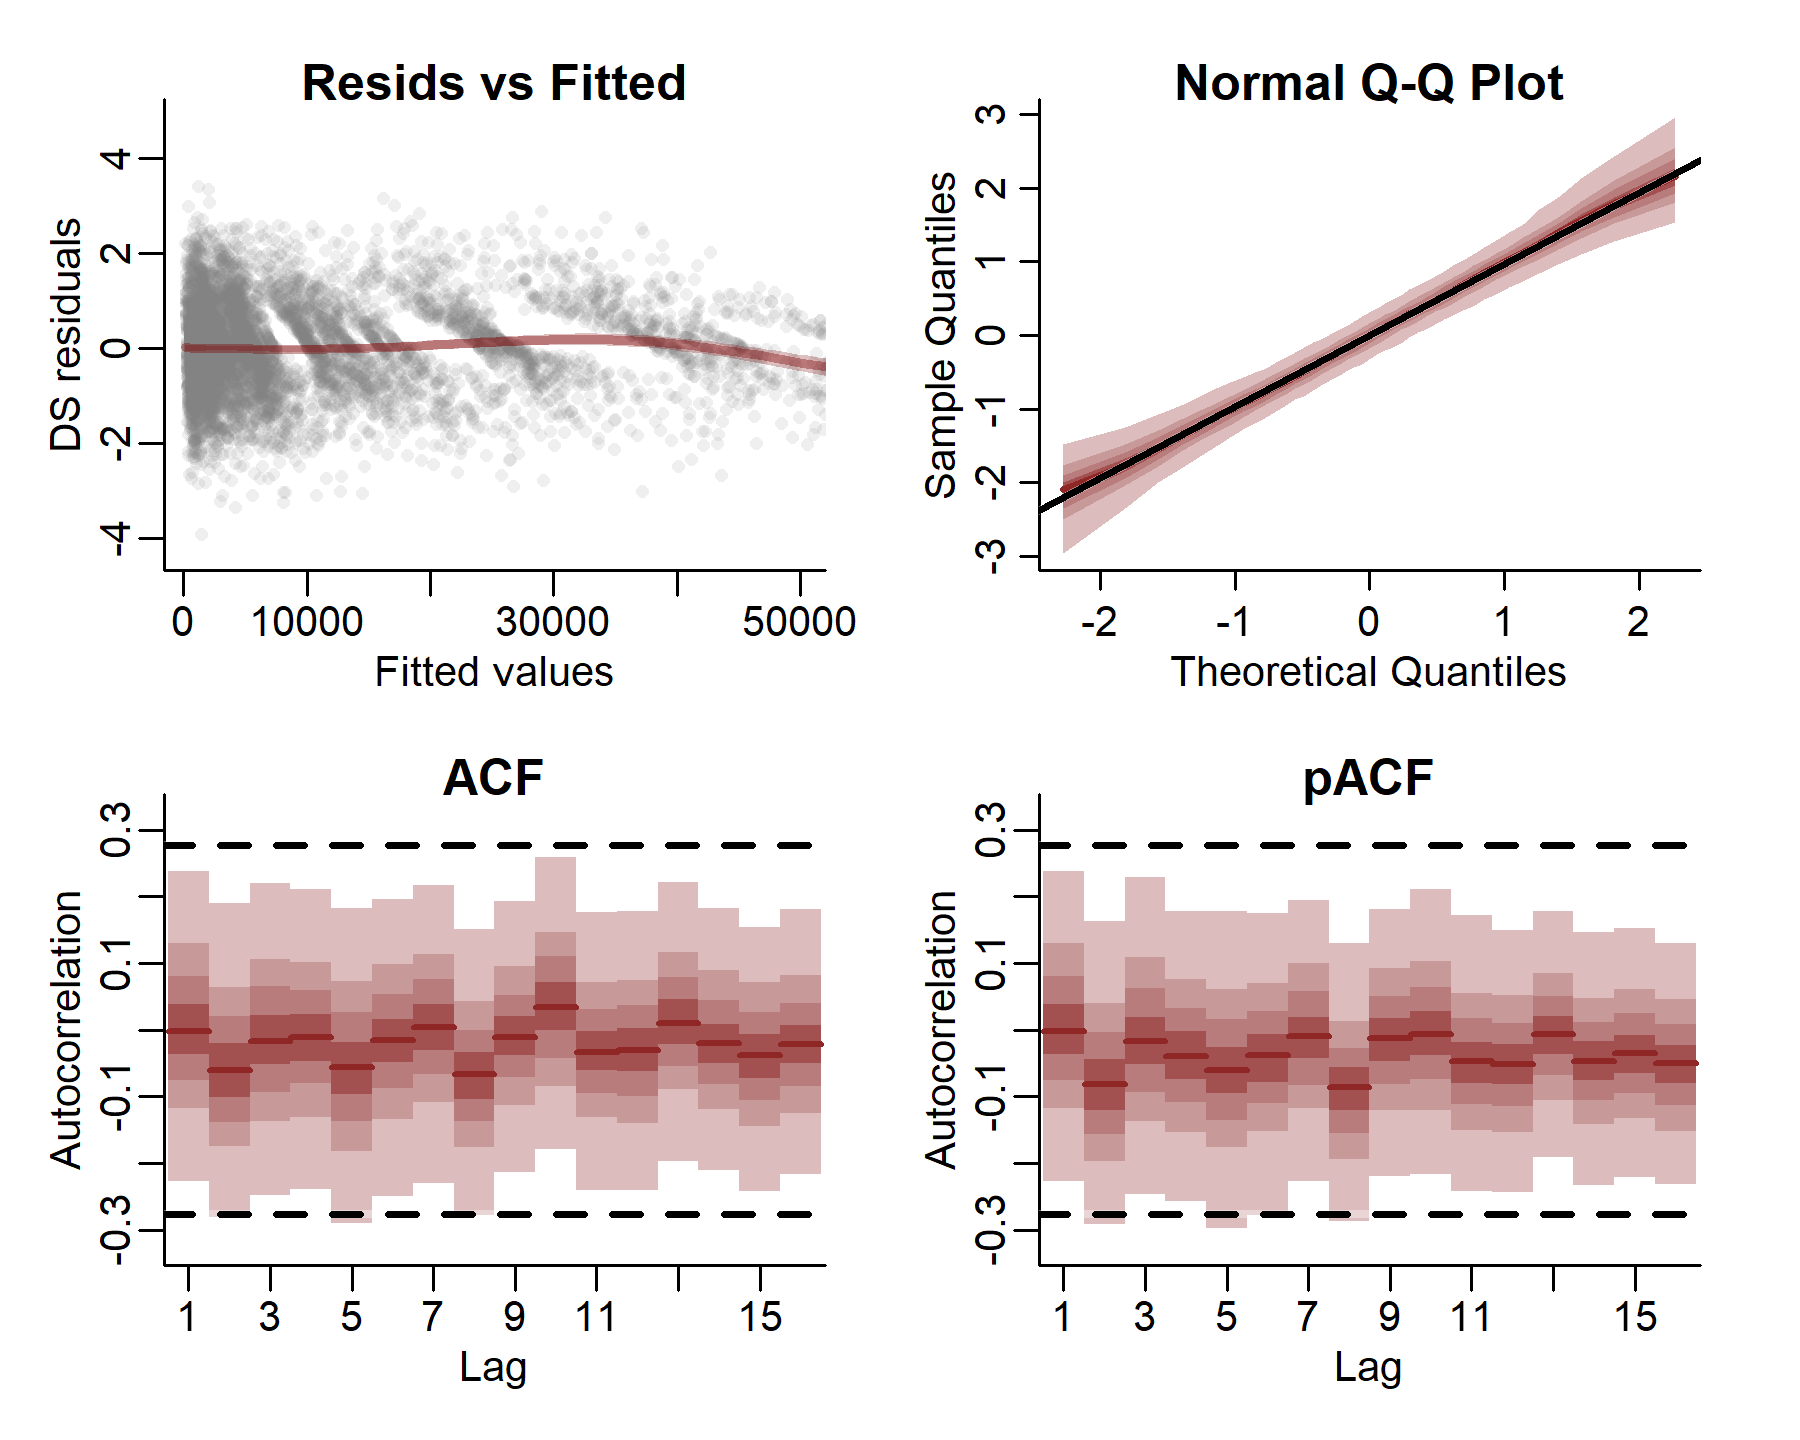 Resids vs Fitted
4
2
0
-2
-4
DS residuals
0 10000 30000 50000
Fitted values
Normal Q-Q Plot
3
2
1
0
-1
-2
-3
Sample Quantiles
-2 -1 0 1 2
Theoretical Quantiles
ACF
0.3
0.1
-0.1
-0.3
Autocorrelation
1 3 5 7 9 11 15
Lag
pACF
0.3
0.1
-0.1
-0.3
Autocorrelation
1 3 5 7 9 11 15
Lag